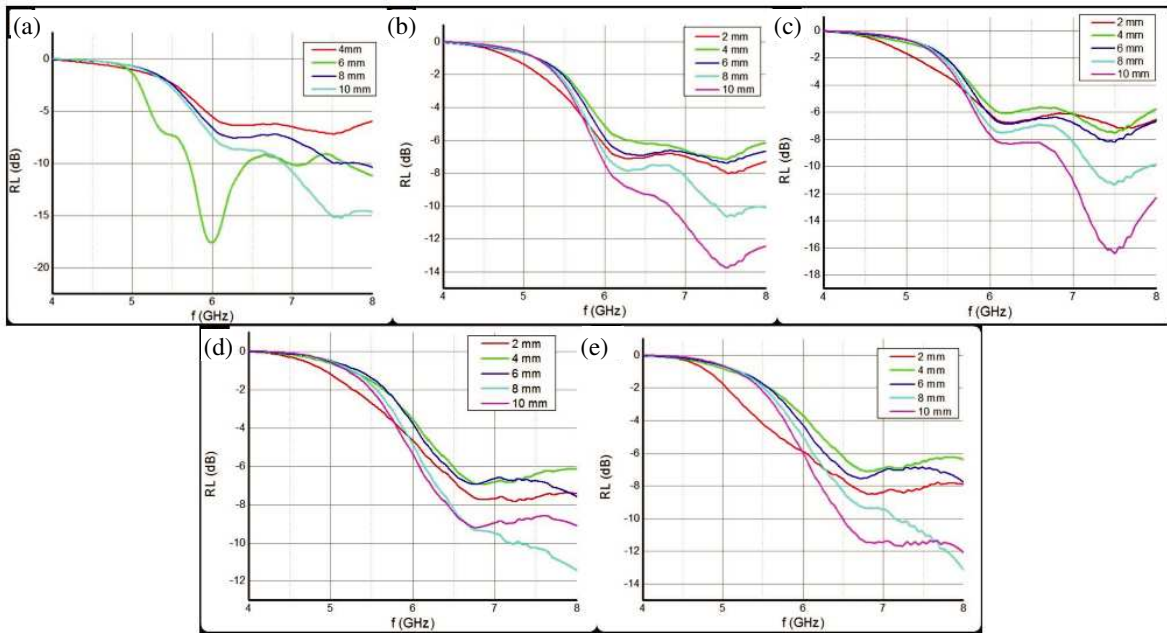 (a)
4mm
6 mm
8 mm
10 mm
0
-5
-10
-15
-20
RL (dB)
4 5 6 7 8
f (GHz)
(b)
2 mm
4 mm
6 mm
8 mm
10 mm
0
-2
-4
-6
-8
-10
-12
-14
RL (dB)
4 5 6 7 8
f (GHz)
(c)
2 mm
4 mm
6 mm
8 mm
10 mm
0
-2
-4
-6
-8
-10
-12
-14
-16
-18
RL (dB)
4 5 6 7 8
f (GHz)
(d)
2 mm
4 mm
6 mm
8 mm
10 mm
0
-2
-4
-6
-8
-10
-12
RL (dB)
4 5 6 7 8
f (GHz)
(e)
2 mm
4 mm
6 mm
8 mm
10 mm
0
-2
-4
-6
-8
-10
-12
-14
RL (dB)
4 5 6 7 8
f (GHz)